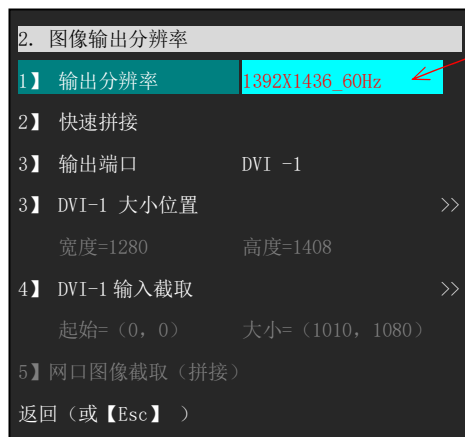 2. 图像输出分辨率
1】 输出分辨率 1392X1436_60Hz
2】 快速拼接
3】 输出端口 DVI -1
3】 DVI-1 大小位置 >>
宽度=1280 高度=1408
4】 DVI-1 输入截取 >>
起始=（0，0） 大小=（1010，1080）
5】网口图像截取（拼接）
返回（或【Esc】 ）